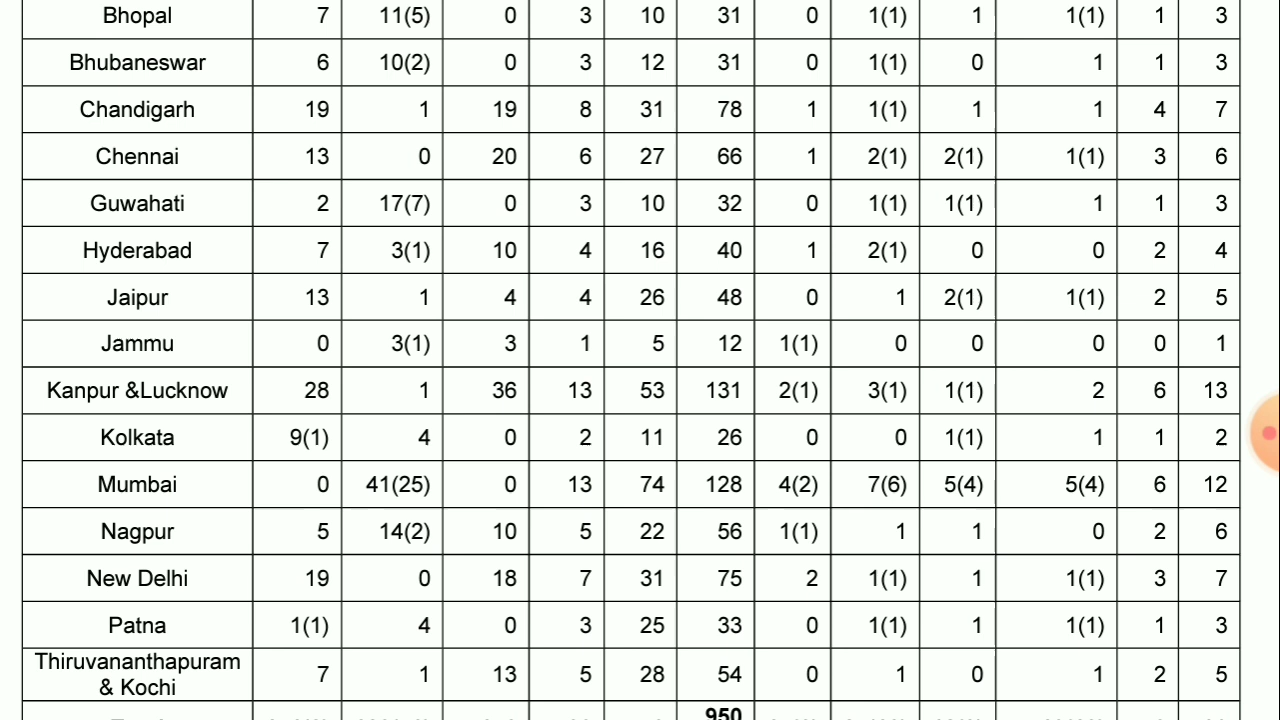 Bhopal 7 11(5) 0 3 10 31 0 1(1) 1 1(1) 1 3
Bhubaneswar 6 10(2) 0 3 12 31 0 1(1) 0 1 1 3
Chandigarh 19 1 19 8 31 78 1 1(1) 1 1 4 7
Chennai 13 0 20 6 27 66 1 2(1) 2(1) 1(1) 3 6
Guwahati 2 17(7) 0 3 10 32 0 1(1) 1(1) 1 1 3
Hyderabad 7 3(1) 10 4 16 40 1 2(1) 0 0 2 4
Jaipur 13 1 4 4 26 48 0 1 2(1) 1(1) 2 5
Jammu 0 3(1) 3 1 5 12 1(1) 0 0 0 0 1
Kanpur &Lucknow 28 1 36 13 53 131 2(1) 3(1) 1(1) 2 6 13
Kolkata 9(1) 4 0 2 11 26 0 0 1(1) 1 1 2
Mumbai 0 41(25) 0 13 74 128 4(2) 7(6) 5(4) 5(4) 6 12
Nagpur 5 14(2) 10 5 22 56 1(1) 1 1 0 2 6
New Delhi 19 0 18 7 31 75 2 1(1) 1 1(1) 3 7
Patna 1(1) 4 0 3 25 33 0 1(1) 1 1(1) 1 3
Thiruvananthapuram
& Kochi 7 1 13 5 28 54 0 1 0 1 2 5
950